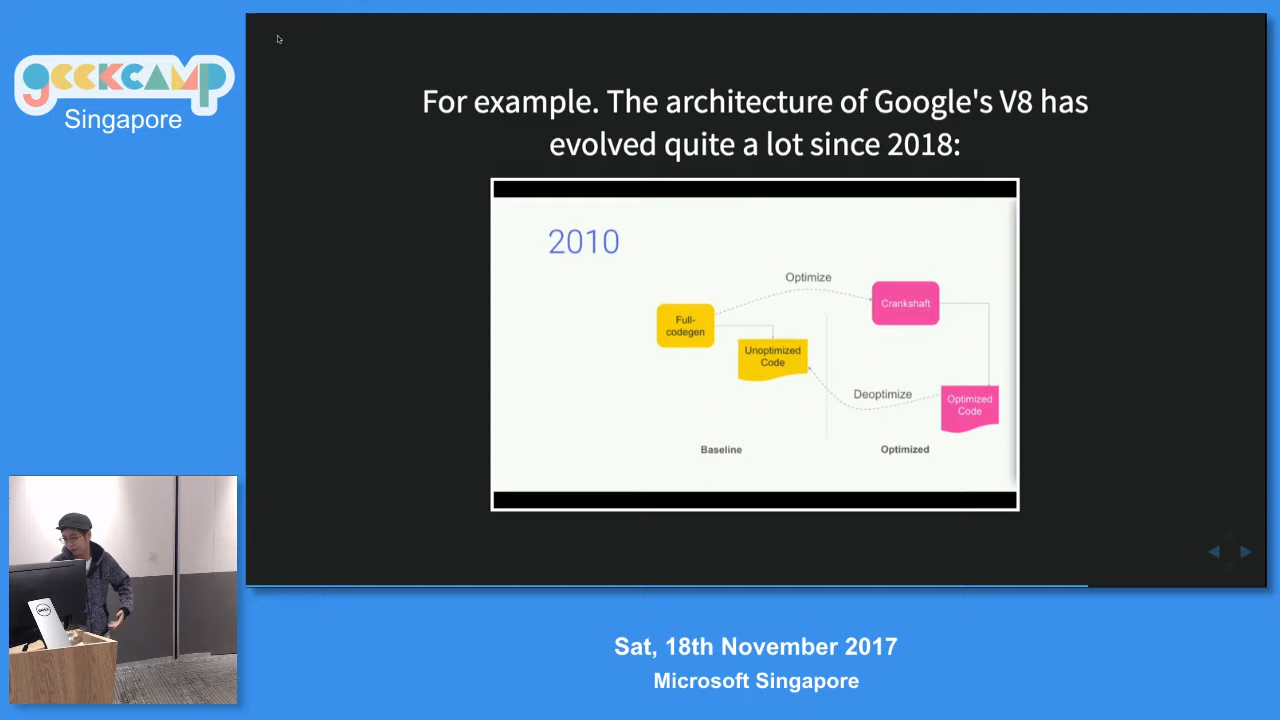 geekcamp
Singapore
For example. The architecture of Google's V8 has
evolved quite a lot since 2018:
2010
Optimize
Crankshaft
Full-
codegen
Unoptimized
Code
Deoptimize
Optimized
Code
Baseline
Optimized
DELL
Sat, 18th November 2017
Microsoft Singapore